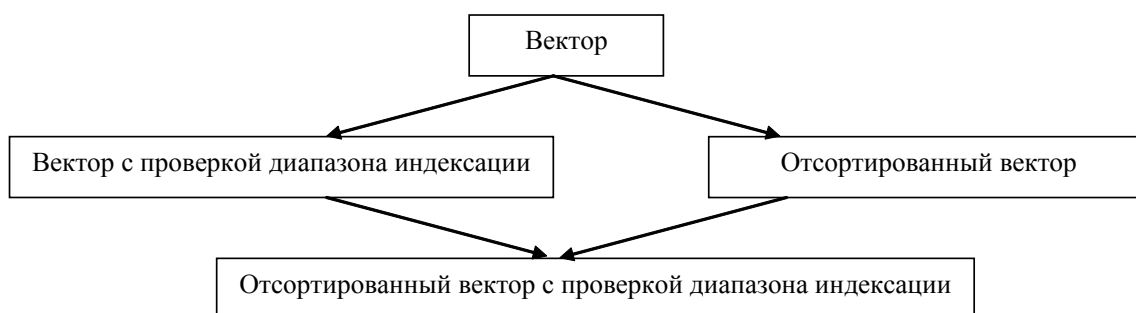 Вектор
Вектор с проверкой диапазона индексации
Отсортированный вектор
Отсортированный вектор с проверкой диапазона индексации